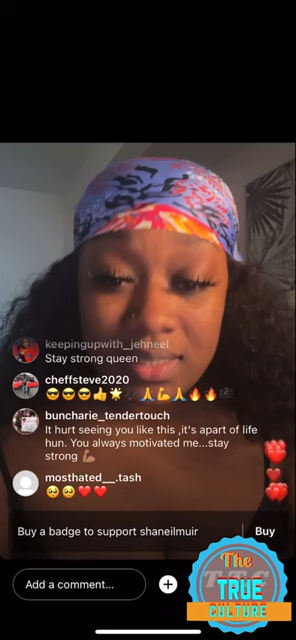 keepingupwith_jehneel
Stay strong queen
cheffsteve2020
😎😎😎👍🌟🙏💪🙏🔥🔥
buncharie_tendertouch
It hurt seeing you like this ,it's apart of life
hun. You always motivated me...stay
strong 💪🏽
mosthated__.tash
🥺🥺❤️❤️
Buy a badge to support shaneilmuir
Buy
Add a comment...
The
TRUE
CULTURE